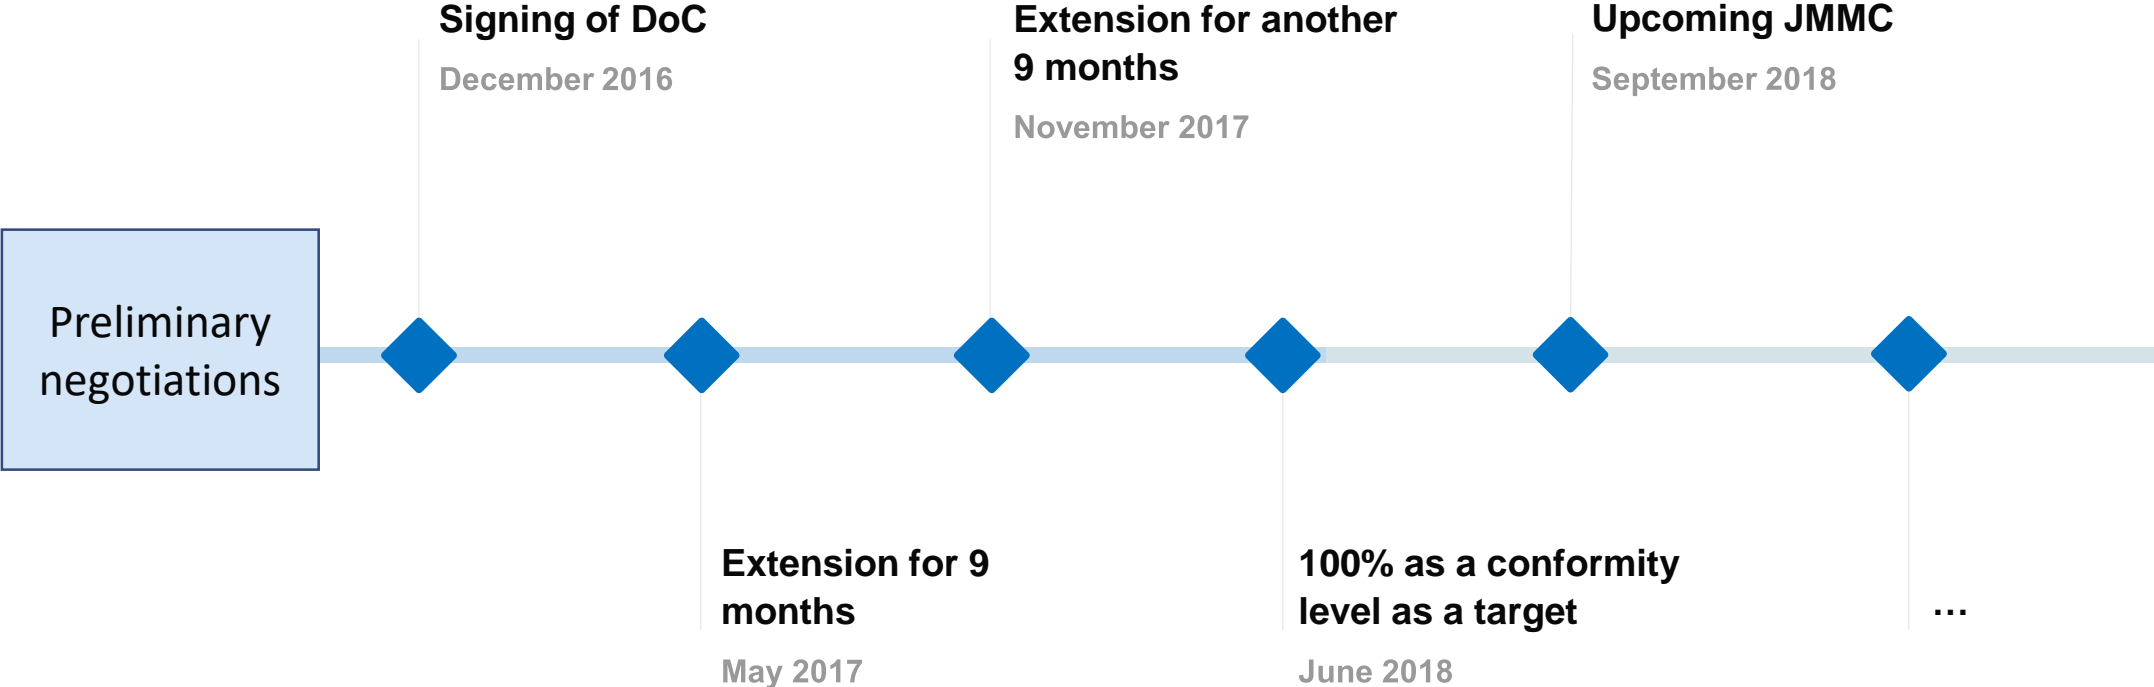 Signing of DoC
December 2016
Extension for another
9 months
November 2017
Upcoming JMMC
September 2018
Preliminary
negotiations
Extension for 9
months
May 2017
100% as a conformity
level as a target
June 2018
...